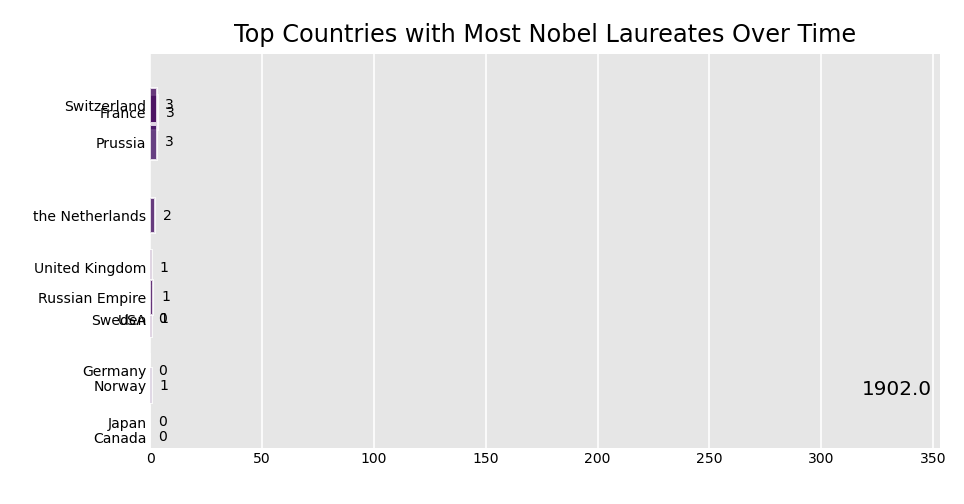 Top Countries with Most Nobel Laureates Over Time
Switzerland 3
France 3
Prussia 3
the Netherlands 2
United Kingdom 1
Russian Empire 1
Sweden 1
USA 0
Germany 0
Norway 1
1902.0
Japan 0
Canada 0
0 50 100 150 200 250 300 350